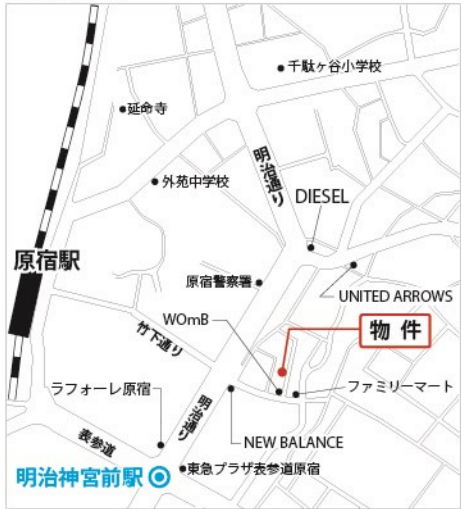 千駄ヶ谷小学校
延命寺
明治通り
外苑中学校
DIESEL
原宿駅
原宿警察署
UNITED ARROWS
WOmB
物件
竹下通り
ラフォーレ原宿
明治通り
ファミリーマート
表参道
NEW BALANCE
明治神宮前駅
東急プラザ表参道原宿